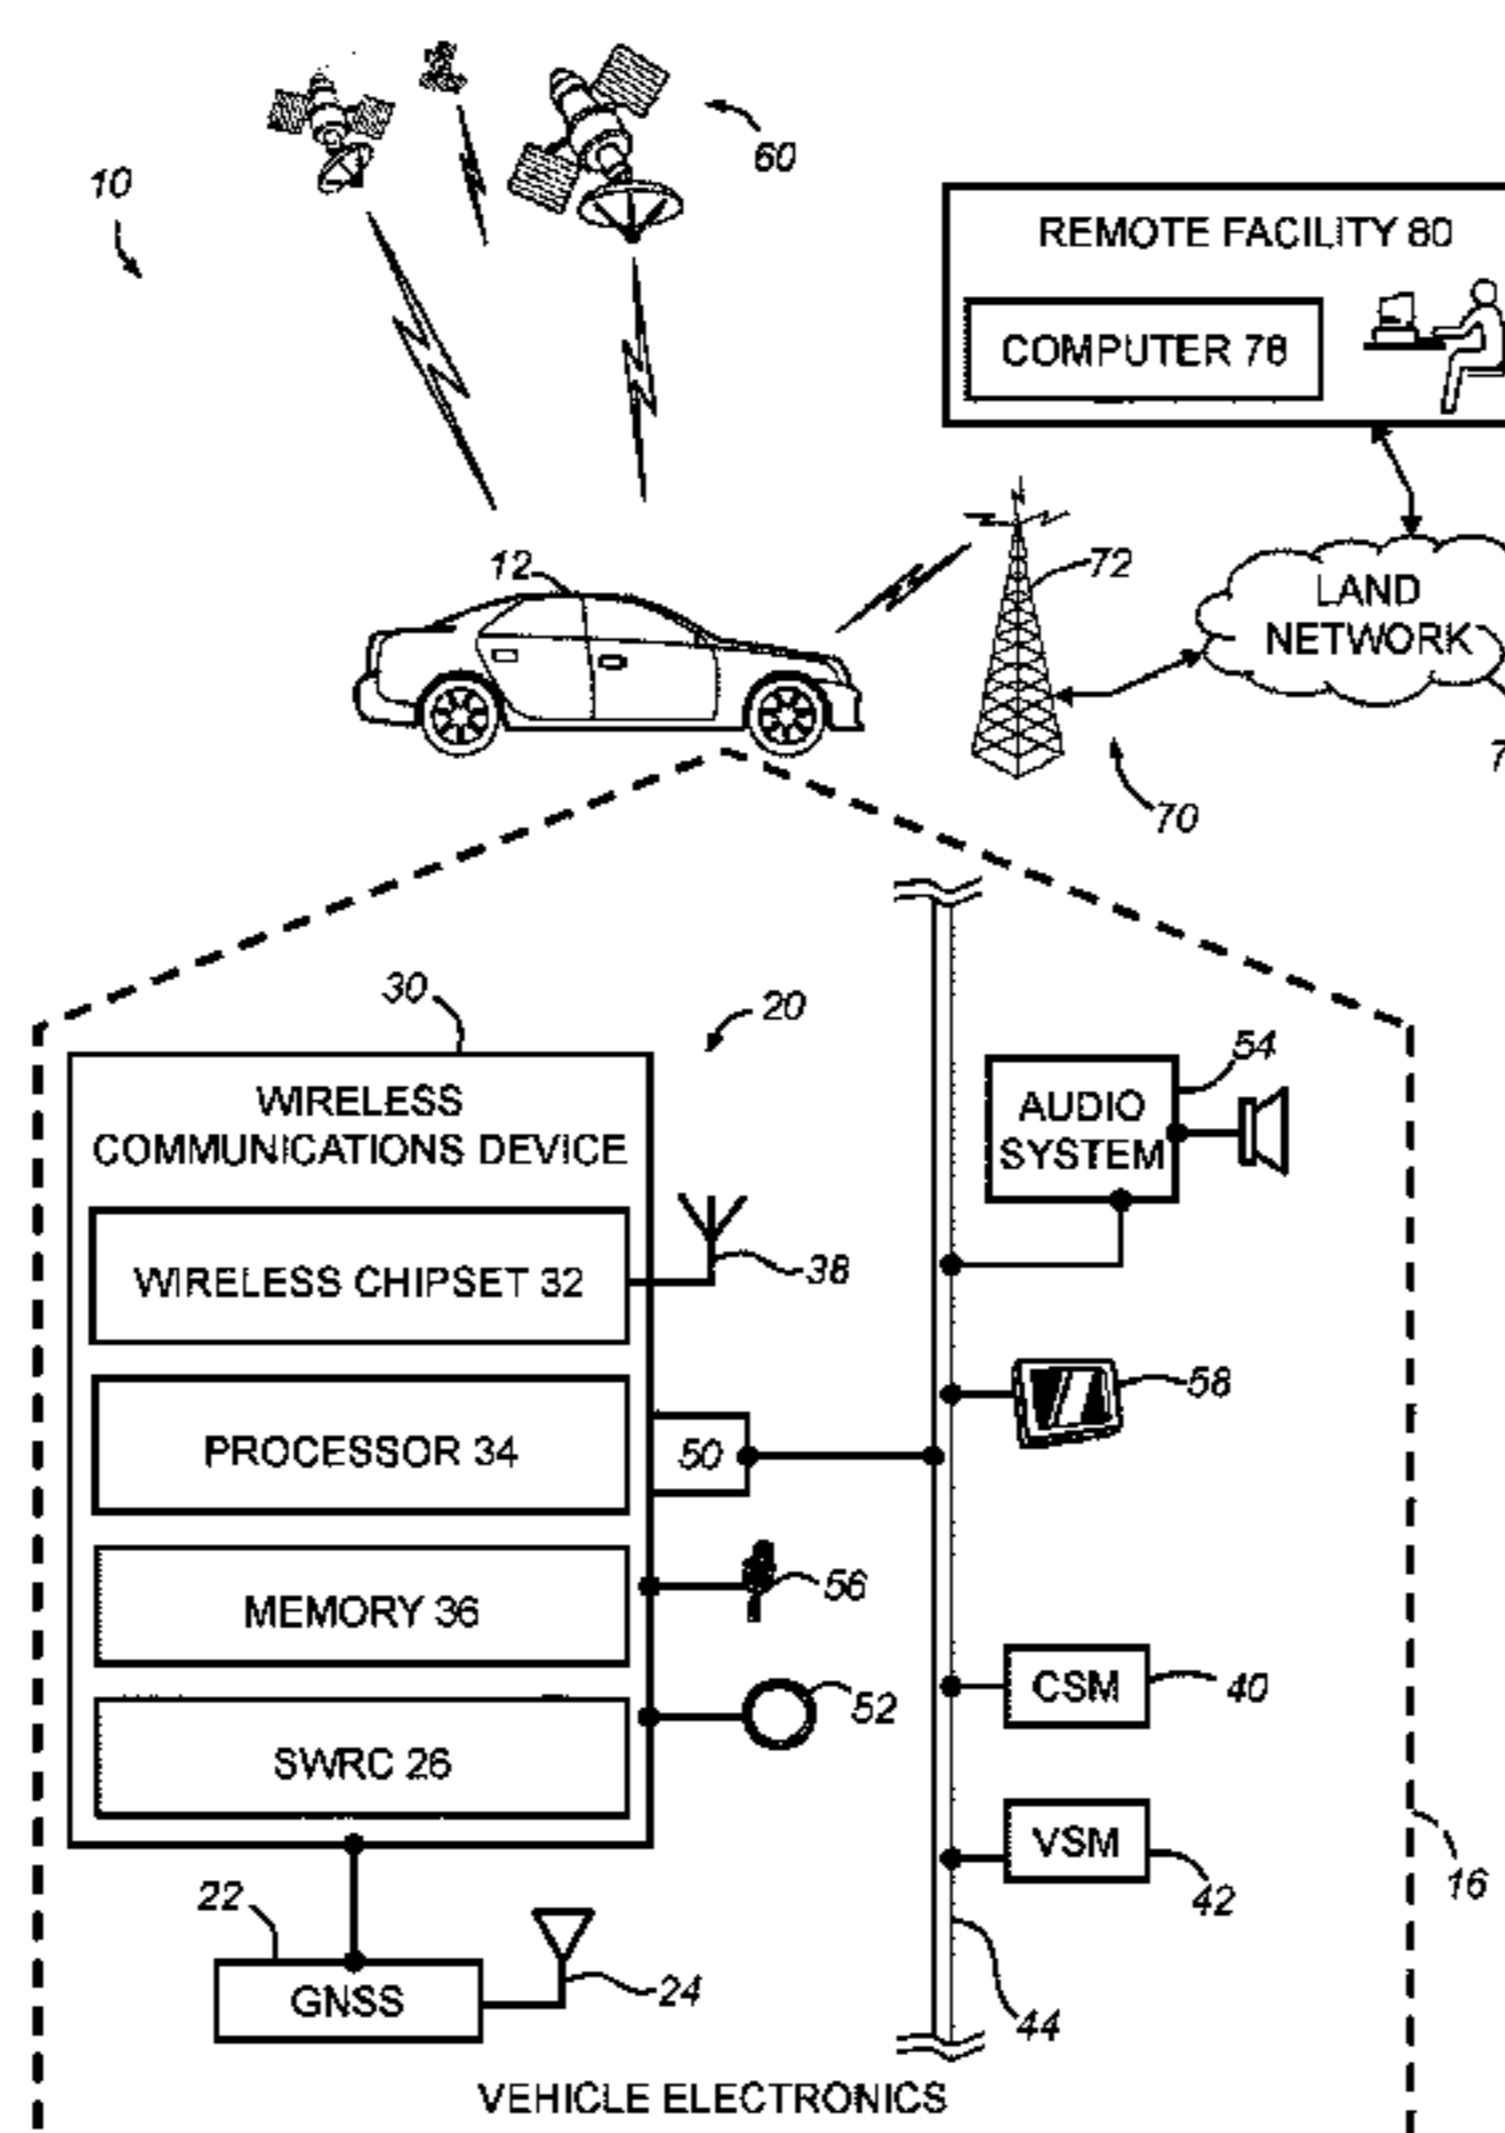 60
10
REMOTE FACILITY 80
COMPUTER 78
12
72
LAND
NETWORK
70
30
20
54
WIRELESS
COMMUNICATIONS DEVICE
AUDIO
SYSTEM
WIRELESS CHIPSET 32
38
58
PROCESSOR 34
50
56
MEMORY 36
CSM
40
52
SWRC 26
VSM
42
16
22
24
GNSS
44
VEHICLE ELECTRONICS